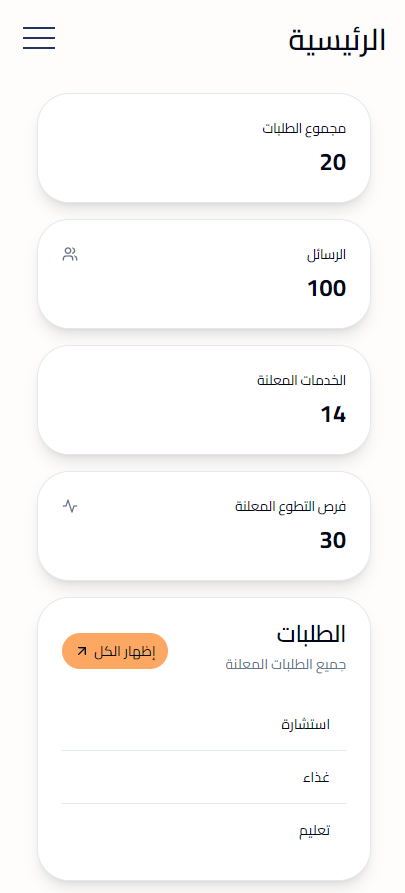 الرئيسية
مجموع الطلبات
20
الرسائل
100
الخدمات المعلنة
14
فرص التطوع المعلنة
30
الطلبات
جميع الطلبات المعلنة
إظهار الكل
استشارة
غذاء
تعليم